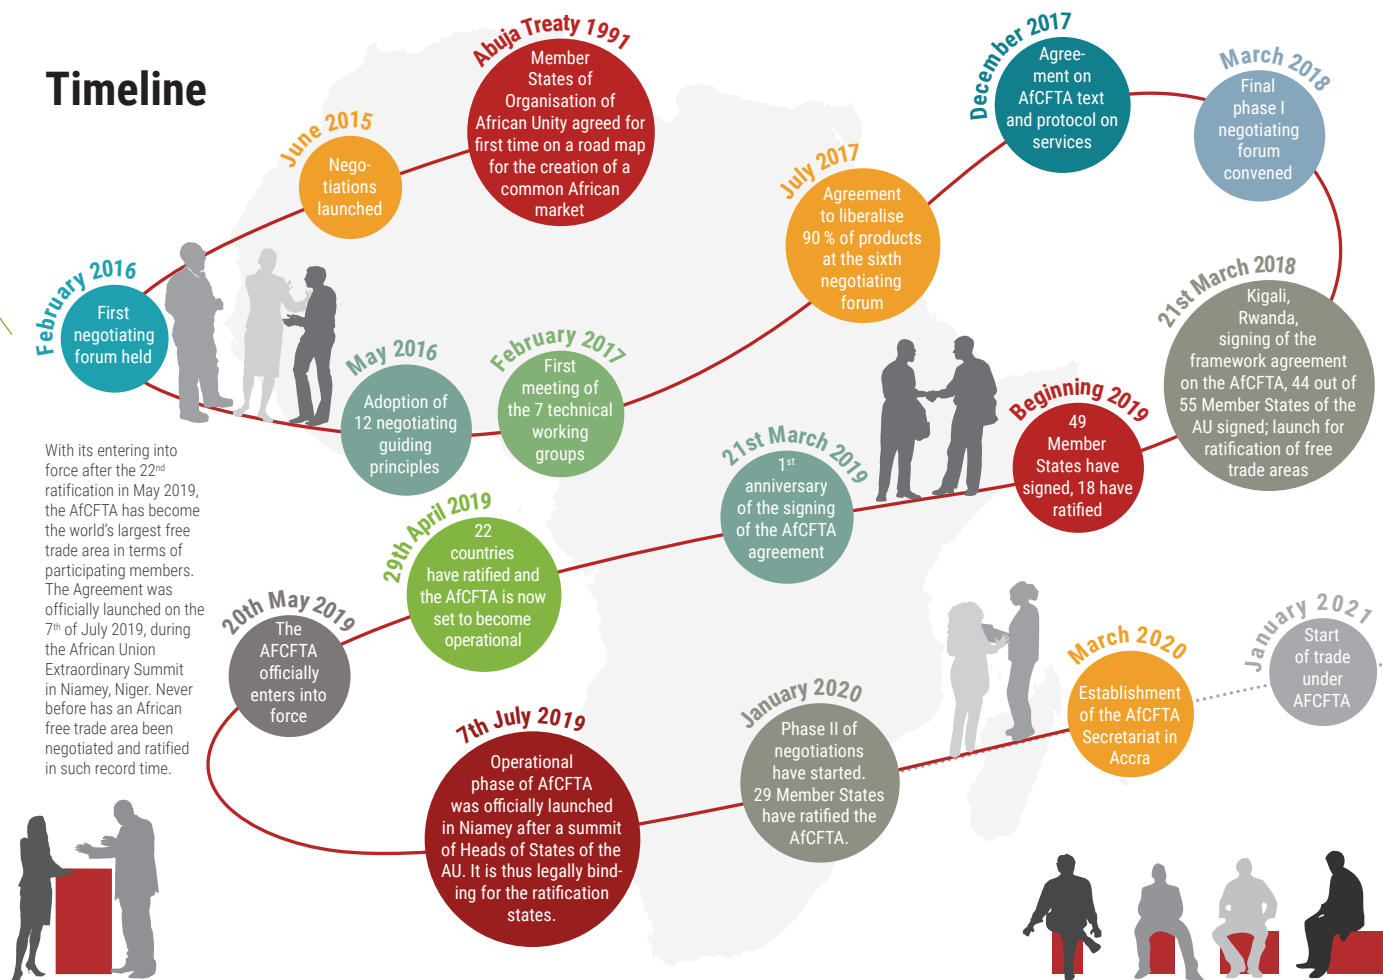 Timeline
Abuja Treaty 1991
Member
States of
Organisation of
African Unity agreed for
first time on a road map
for the creation of a
common African
market
June 2015
Nego-
tiations
launched
February 2016
First
negotiating
forum held
May 2016
Adoption of
12 negotiating
guiding
principles
February 2017
First
meeting of
the 7 technical
working
groups
July 2017
Agreement
to liberalise
90 % of products
at the sixth
negotiating
forum
December 2017
Agree-
ment on
AfCFTA text
and protocol on
services
March 2018
Final
phase I
negotiating
forum
convened
21st March 2018
Kigali,
Rwanda,
signing of the
framework agreement
on the AfCFTA, 44 out of
55 Member States of the
AU signed; launch for
ratification of free
trade areas
Beginning 2019
49
Member
States have
signed, 18 have
ratified
21st March 2019
1st
anniversary
of the signing
of the AfCFTA
agreement
29th April 2019
22
countries
have ratified and
the AfCFTA is now
set to become
operational
20th May 2019
The
AFCFTA
officially
enters into
force
7th July 2019
Operational
phase of AfCFTA
was officially launched
in Niamey after a summit
of Heads of States of the
AU. It is thus legally bind-
ing for the ratification
states.
January 2020
Phase II of
negotiations
have started.
29 Member States
have ratified the
AfCFTA.
March 2020
Establishment
of the AfCFTA
Secretariat in
Accra
January 2021
Start
of trade
under
AFCFTA
With its entering into
force after the 22nd
ratification in May 2019,
the AfCFTA has become
the world's largest free
trade area in terms of
participating members.
The Agreement was
officially launched on the
7th of July 2019, during
the African Union
Extraordinary Summit
in Niamey, Niger. Never
before has an African
free trade area been
negotiated and ratified
in such record time.